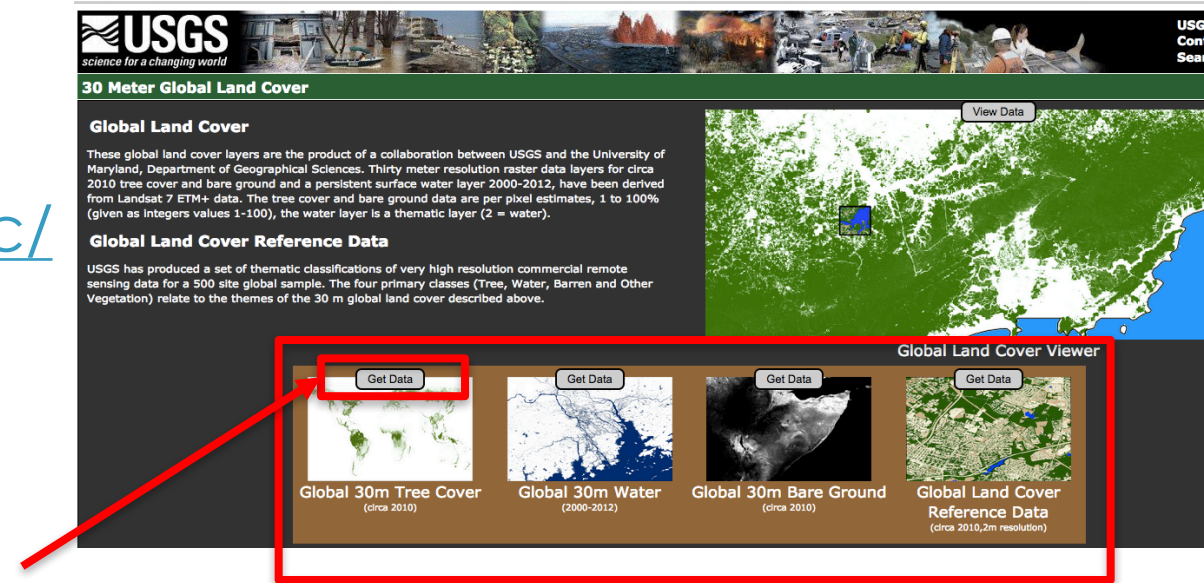 USGS
science for a changing world
30 Meter Global Land Cover
c/
Global Land Cover
These global land cover layers are the product of a collaboration between USGS and the University of
Maryland, Department of Geographical Sciences. Thirty meter resolution raster data layers for circa
2010 tree cover and bare ground and a persistent surface water layer 2000-2012, have been derived
from Landsat 7 ETM+ data. The tree cover and bare ground data are per pixel estimates, 1 to 100%
(given as integers values 1-100), the water layer is a thematic layer (2 = water).
Global Land Cover Reference Data
USGS has produced a set of thematic classifications of very high resolution commercial remote
sensing data for a 500 site global sample. The four primary classes (Tree, Water, Barren and Other
Vegetation) relate to the themes of the 30 m global land cover described above.
View Data
Global Land Cover Viewer
Get Data
Global 30m Tree Cover
(circa 2010)
Get Data
Global 30m Water
(2000-2012)
Get Data
Global 30m Bare Ground
(circa 2010)
Get Data
Global Land Cover
Reference Data
(circa 2010,2m resolution)